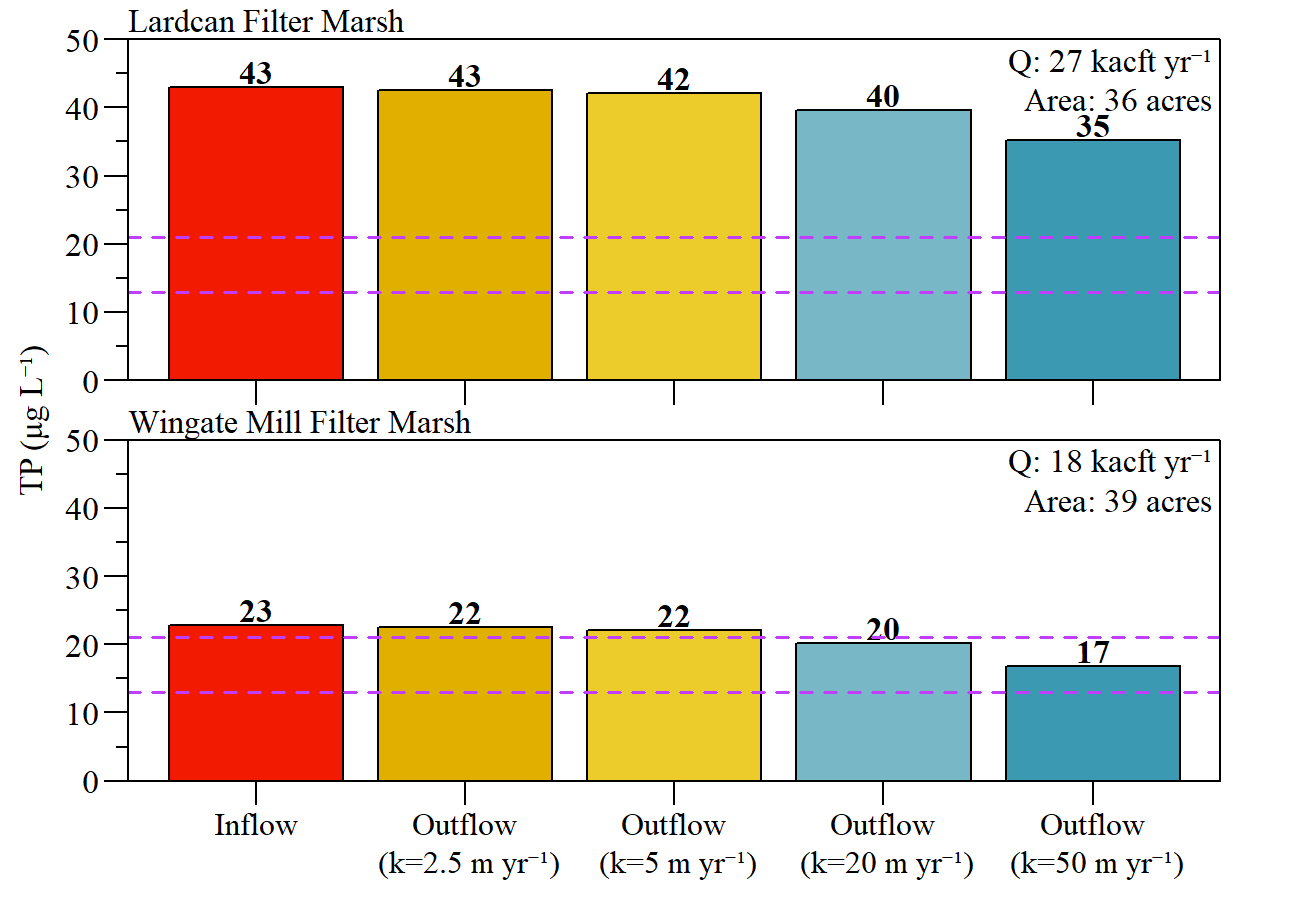 Lardcan Filter Marsh
Q: 27 kacft yr⁻¹
Area: 36 acres
43 43 42 40 35
50
40
30
20
10
0
TP (µg L⁻¹)
Wingate Mill Filter Marsh
Q: 18 kacft yr⁻¹
Area: 39 acres
23 22 22 20 17
50
40
30
20
10
0
Inflow Outflow Outflow Outflow Outflow
(k=2.5 m yr⁻¹) (k=5 m yr⁻¹) (k=20 m yr⁻¹) (k=50 m yr⁻¹)